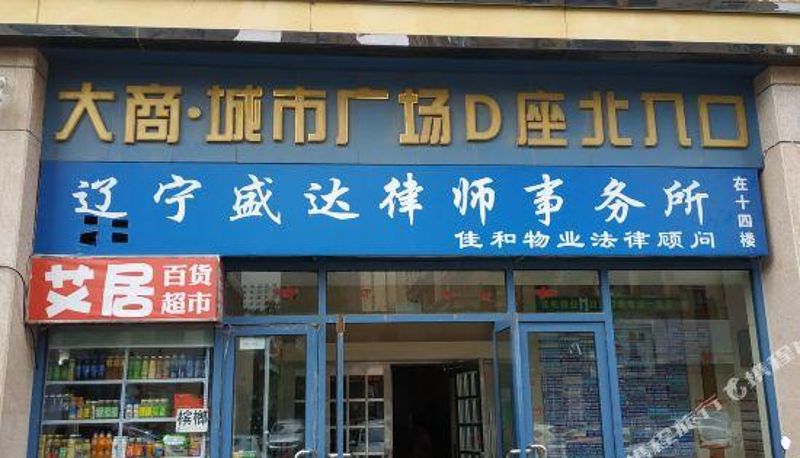 大商·城市广场D座北入口
辽宁盛达律师事务所
在十四楼
佳和物业法律顾问
艾居
百货
超市
槟榔
携程旅行